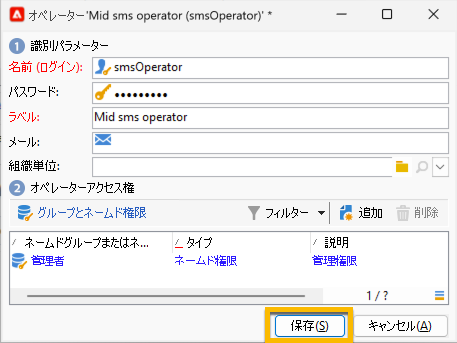 オペレーター'Mid sms operator (smsOperator)' *
1 識別パラメーター
名前 (ログイン): smsOperator
パスワード: •••••••••
ラベル: Mid sms operator
メール:
組織単位:
2 オペレーターアクセス権
グループとネームド権限 フィルター 追加 削除
ネームドグループまたはネ... タイプ 説明
管理者 ネームド権限 管理権限
1 / ?
保存(S) キャンセル(A)